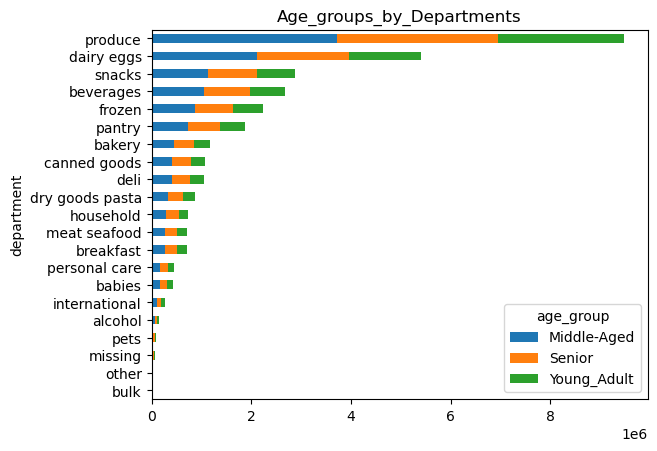 Age_groups_by_Departments
department
produce
dairy eggs
snacks
beverages
frozen
pantry
bakery
canned goods
deli
dry goods pasta
household
meat seafood
breakfast
personal care
babies
international
alcohol
pets
missing
other
bulk
age_group
Middle-Aged
Senior
Young_Adult
0 2 4 6 8
1e6